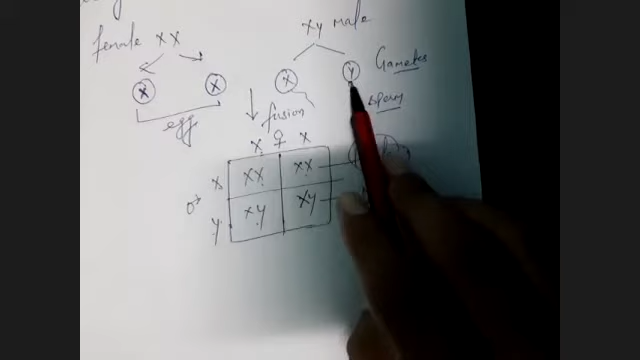 female XX
XY male
X X
X Y Gametes
egg
sperm
fusion
X ♀ X
X XX XX
♂ Y XY XY